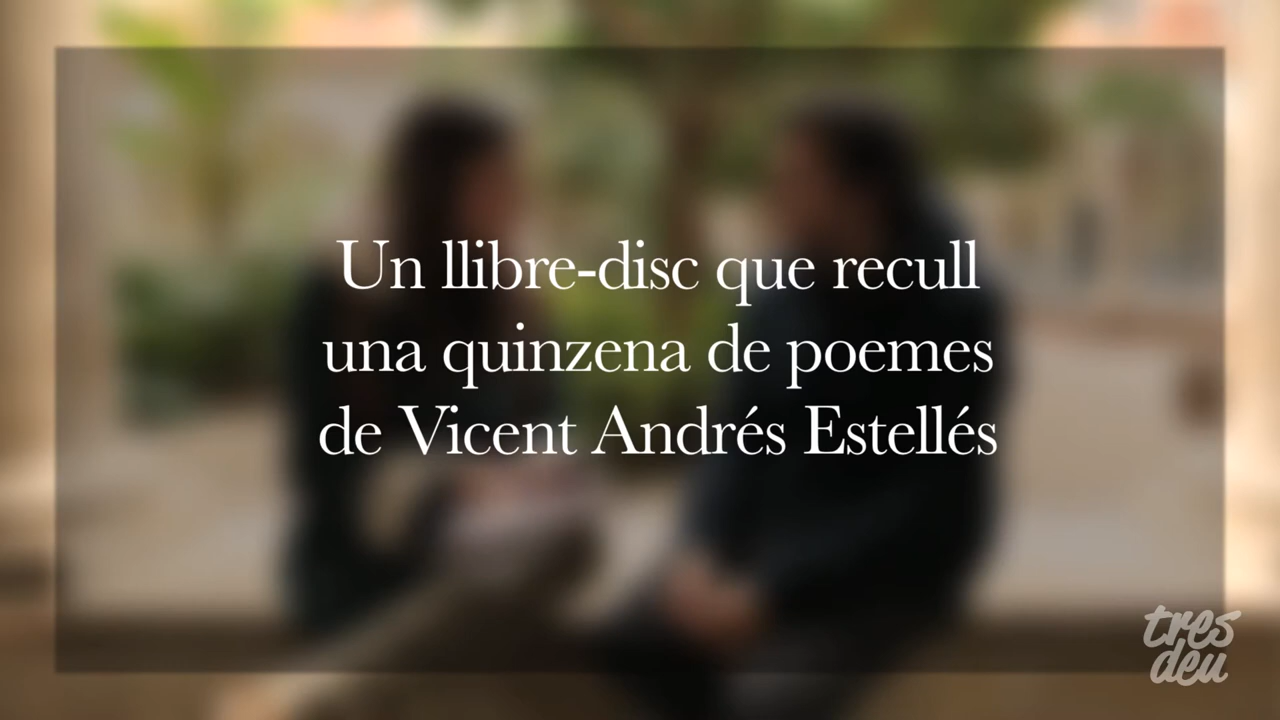 Un llibre-disc que recull
una quinzena de poemes
de Vicent Andrés Estellés
tres
deu